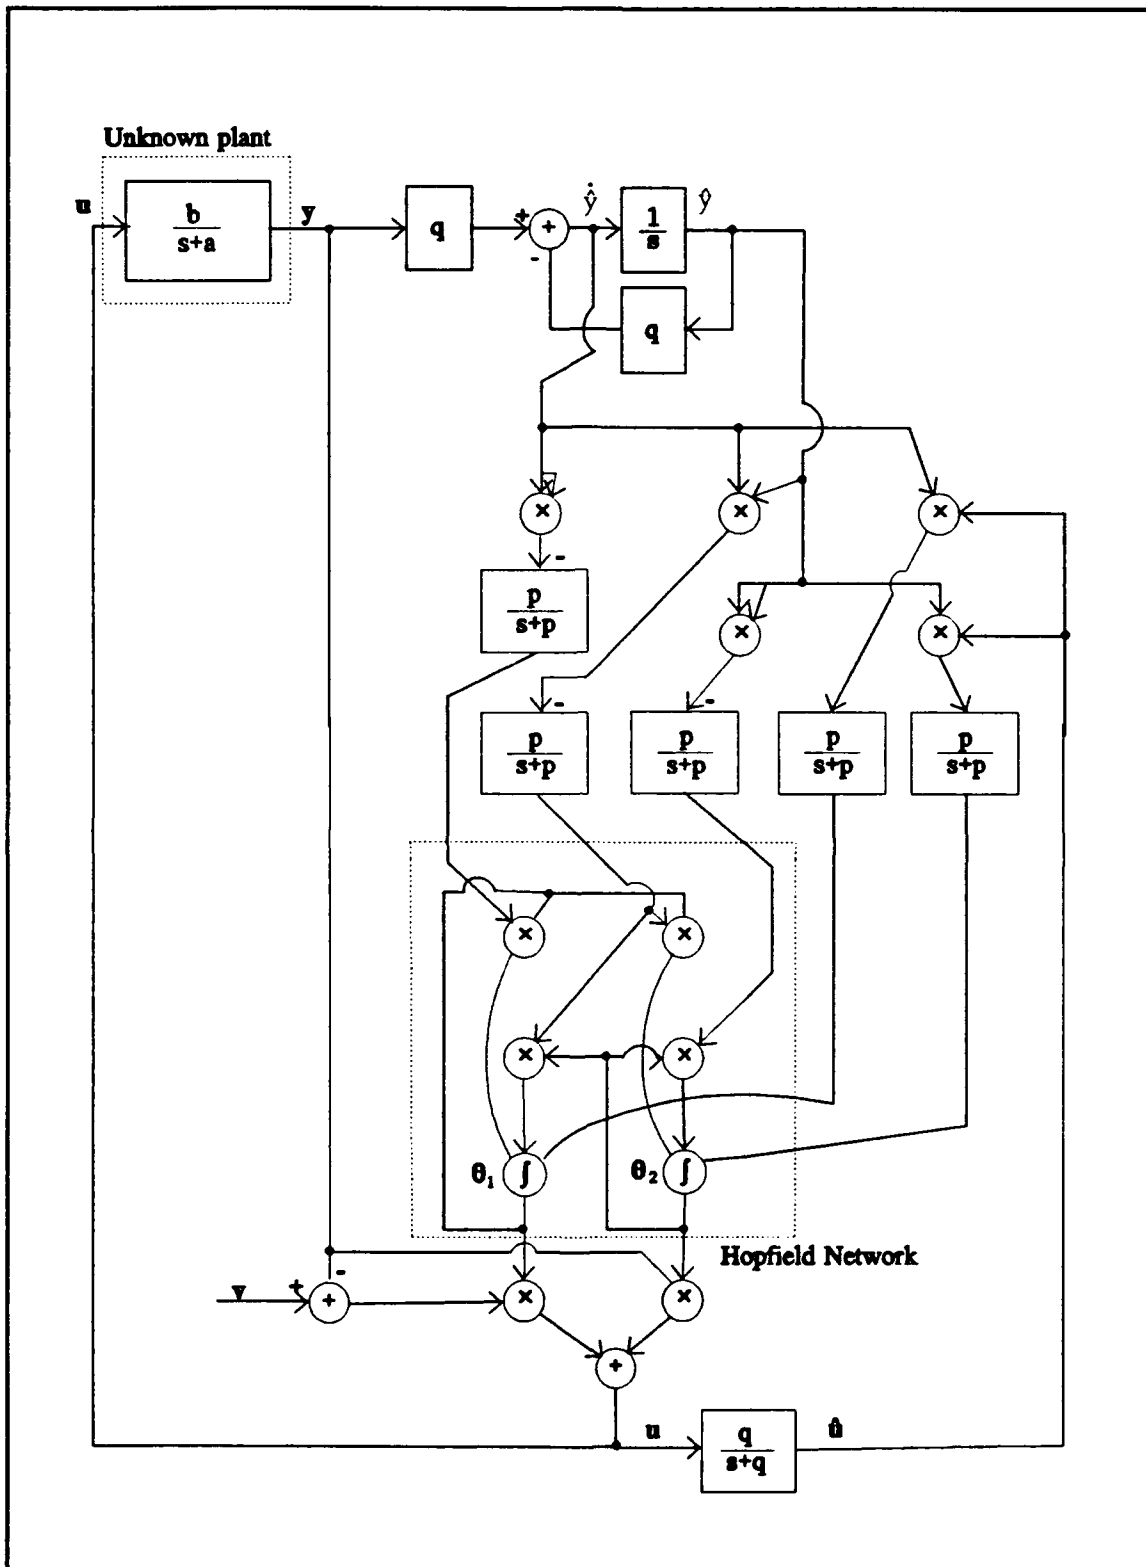 Unknown plant
u
b
s+a
y
q
+
+
-
ẏ̂
1
s
ŷ
q
×
×
×
-
p
s+p
×
×
-
p
s+p
-
p
s+p
p
s+p
p
s+p
×
×
×
×
θ₁
∫
θ₂
∫
Hopfield Network
-
v
+
+
×
×
+
u
q
s+q
û